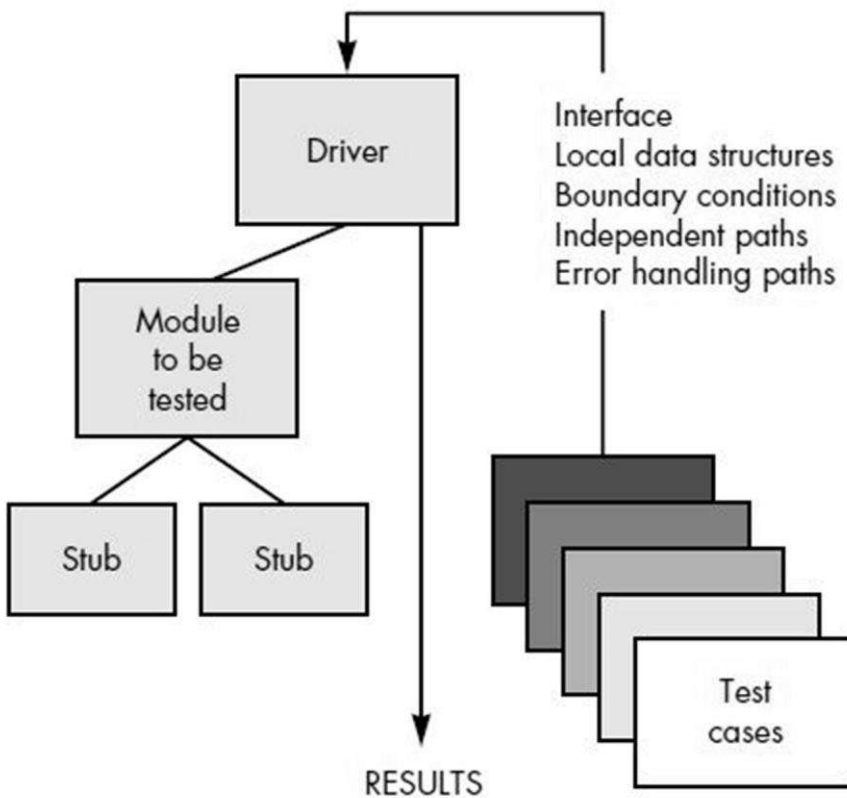 Driver
Interface
Local data structures
Boundary conditions
Independent paths
Error handling paths
Module
to be
tested
Stub
Stub
Test
cases
RESULTS